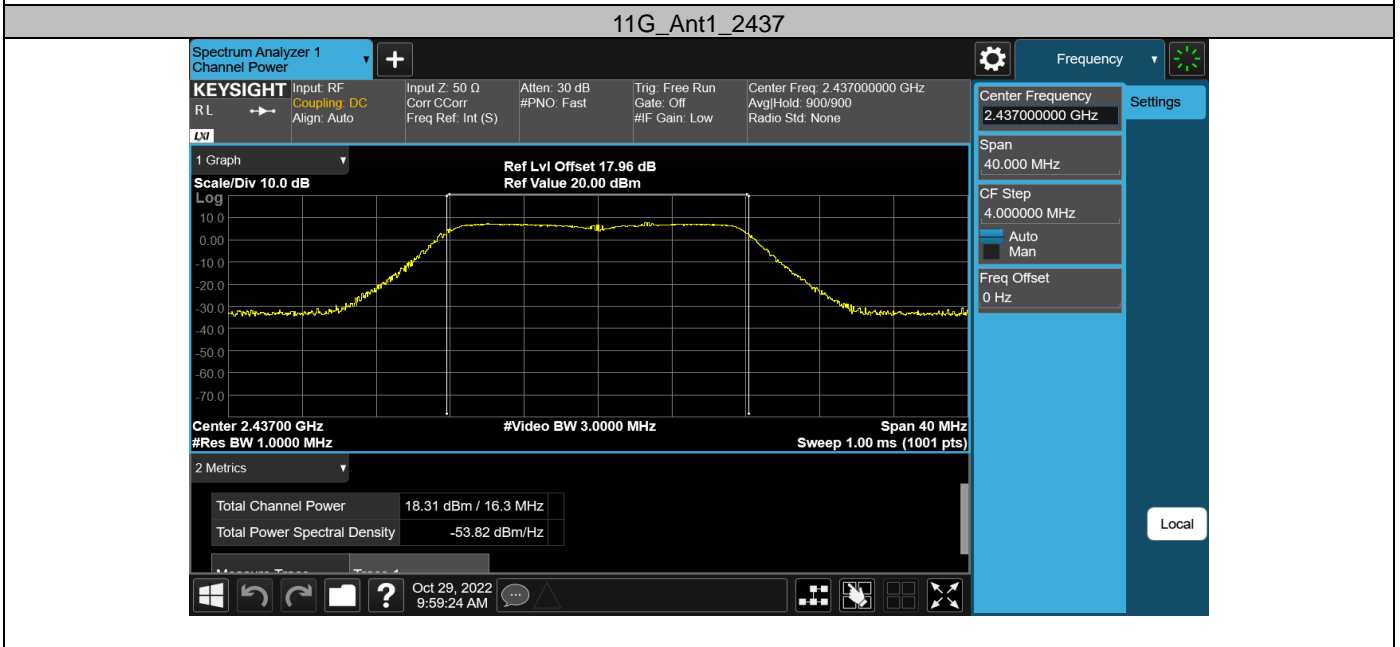 11G_Ant1_2437
Spectrum Analyzer 1
Channel Power
Frequency
KEYSIGHT
R L
LXI
Input: RF
Coupling: DC
Align: Auto
Input Z: 50 Ω
Corr CCorr
Freq Ref: Int (S)
Atten: 30 dB
#PNO: Fast
Trig: Free Run
Gate: Off
#IF Gain: Low
Center Freq: 2.437000000 GHz
Avg|Hold: 900/900
Radio Std: None
Center Frequency
2.437000000 GHz
Settings
Span
40.000 MHz
CF Step
4.000000 MHz
Auto
Man
Freq Offset
0 Hz
1 Graph
Scale/Div 10.0 dB
Ref Lvl Offset 17.96 dB
Ref Value 20.00 dBm
Log
10.0
0.00
-10.0
-20.0
-30.0
-40.0
-50.0
-60.0
-70.0
Center 2.43700 GHz
#Video BW 3.0000 MHz
Span 40 MHz
#Res BW 1.0000 MHz
Sweep 1.00 ms (1001 pts)
2 Metrics
Total Channel Power 18.31 dBm / 16.3 MHz
Total Power Spectral Density -53.82 dBm/Hz
Local
?
Oct 29, 2022
9:59:24 AM